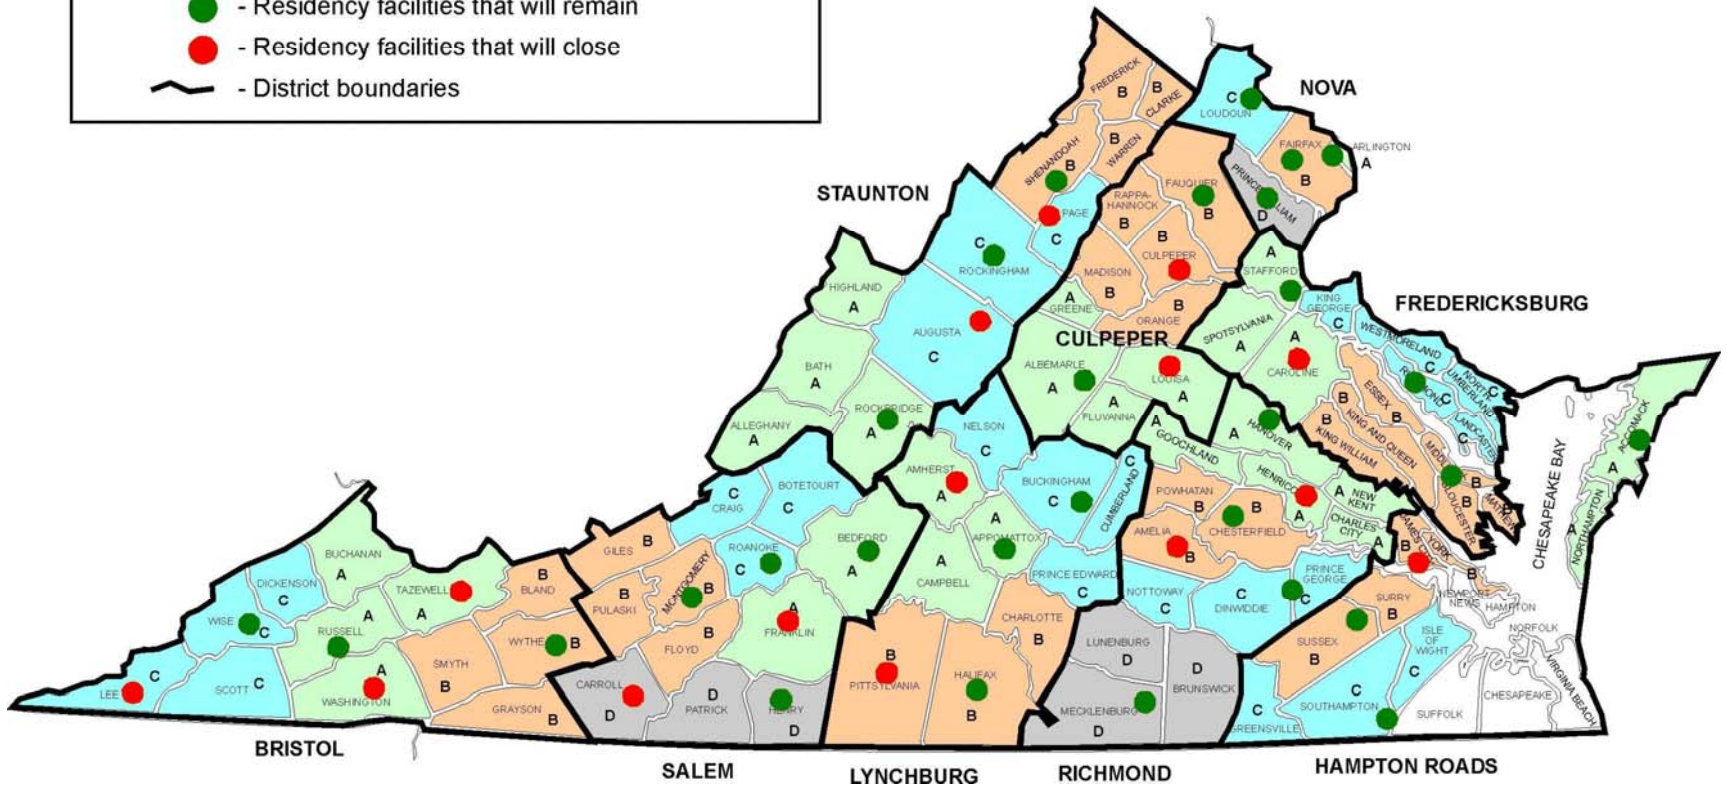 - Residency facilities that will remain
- Residency facilities that will close
- District boundaries
NOVA
STAUNTON
FREDERICKSBURG
CULPEPER
BRISTOL
SALEM
LYNCHBURG
RICHMOND
HAMPTON ROADS
CHESAPEAKE BAY
FREDERICK
B
CLARKE
B
SHENANDOAH
B
WARREN
B
PAGE
C
ROCKINGHAM
C
AUGUSTA
C
HIGHLAND
A
BATH
A
ALLEGHANY
A
ROCKBRIDGE
A
LOUDOUN
C
FAIRFAX
B
ARLINGTON
A
PRINCE
LIAM
D
FAUQUIER
B
RAPPA-
HANNOCK
B
CULPEPER
B
MADISON
B
ORANGE
B
GREENE
A
ALBEMARLE
A
LOUISA
A
FLUVANNA
A
STAFFORD
A
SPOTSYLVANIA
A
CAROLINE
A
KING
GEORGE
C
WESTMORELAND
C
C
NORTH
UMBERLAND
C
LANCASTER
C
ESSEX
B
KING AND QUEEN
B
KING WILLIAM
B
B
B
ACCOMACK
A
NORTHAMPTON
A
HANOVER
A
GOOCHLAND
A
HENRICO
A
NEW
KENT
A
CHARLES
CITY
A
POWHATAN
B
CHESTERFIELD
B
AMELIA
B
NOTTOWAY
C
DINWIDDIE
C
PRINCE
GEORGE
C
LUNENBURG
D
BRUNSWICK
D
MECKLENBURG
D
NELSON
C
AMHERST
A
BUCKINGHAM
C
CUMBERLAND
C
APPOMATTOX
A
CAMPBELL
A
PRINCE EDWARD
C
CHARLOTTE
B
PITTSYLVANIA
B
HALIFAX
B
CRAIG
C
BOTETOURT
C
ROANOKE
C
BEDFORD
A
GILES
B
MONTGOMERY
B
PULASKI
B
FLOYD
B
FRANKLIN
A
CARROLL
D
PATRICK
D
HENRY
D
BUCHANAN
A
DICKENSON
C
WISE
C
LEE
C
SCOTT
C
RUSSELL
A
TAZEWELL
A
WASHINGTON
A
SMYTH
B
BLAND
B
WYTHE
B
GRAYSON
B
JAMES CITY
B
YORK
B
NEWPORT
NEWS
HAMPTON
NORFOLK
VIRGINIA BEACH
CHESAPEAKE
SUFFOLK
SURRY
B
SUSSEX
B
ISLE
OF
WIGHT
C
SOUTHAMPTON
C
GREENSVILLE
C